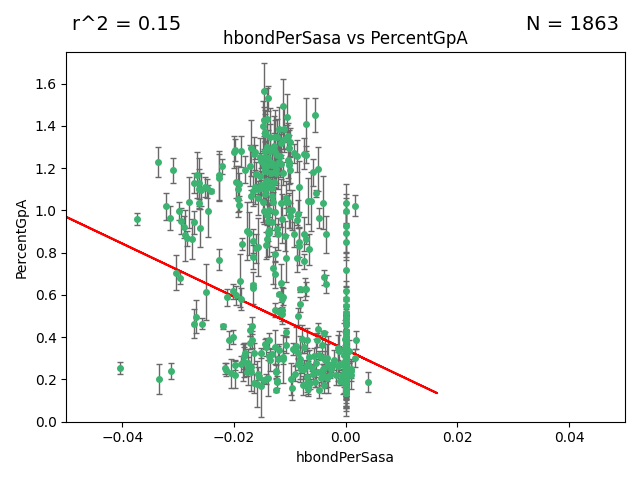 r^2 = 0.15
N = 1863
hbondPerSasa vs PercentGpA
PercentGpA
1.6
1.4
1.2
1.0
0.8
0.6
0.4
0.2
0.0
−0.04
−0.02
0.00
0.02
0.04
hbondPerSasa